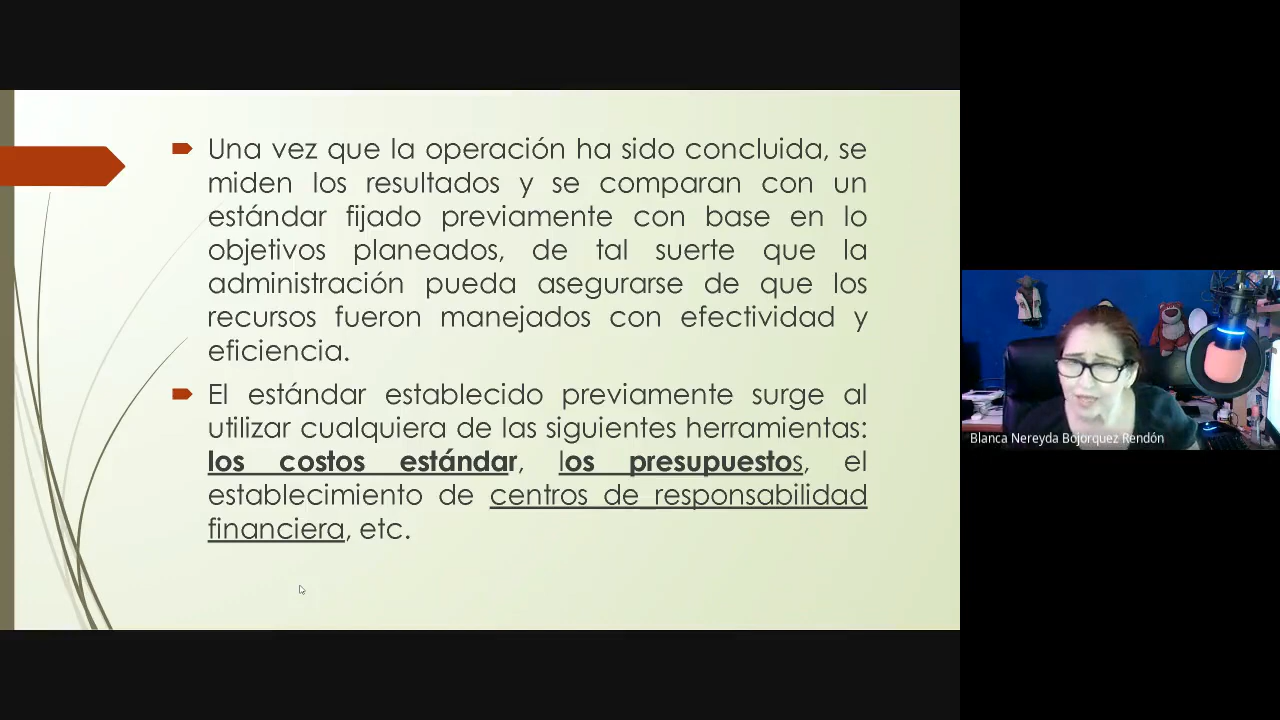 Una vez que la operación ha sido concluida, se
miden los resultados y se comparan con un
estándar fijado previamente con base en lo
objetivos planeados, de tal suerte que la
administración pueda asegurarse de que los
recursos fueron manejados con efectividad y
eficiencia.
El estándar establecido previamente surge al
utilizar cualquiera de las siguientes herramientas:
los costos estándar, los presupuestos, el
establecimiento de centros de responsabilidad
financiera, etc.
Blanca Nereyda Bojorquez Rendón